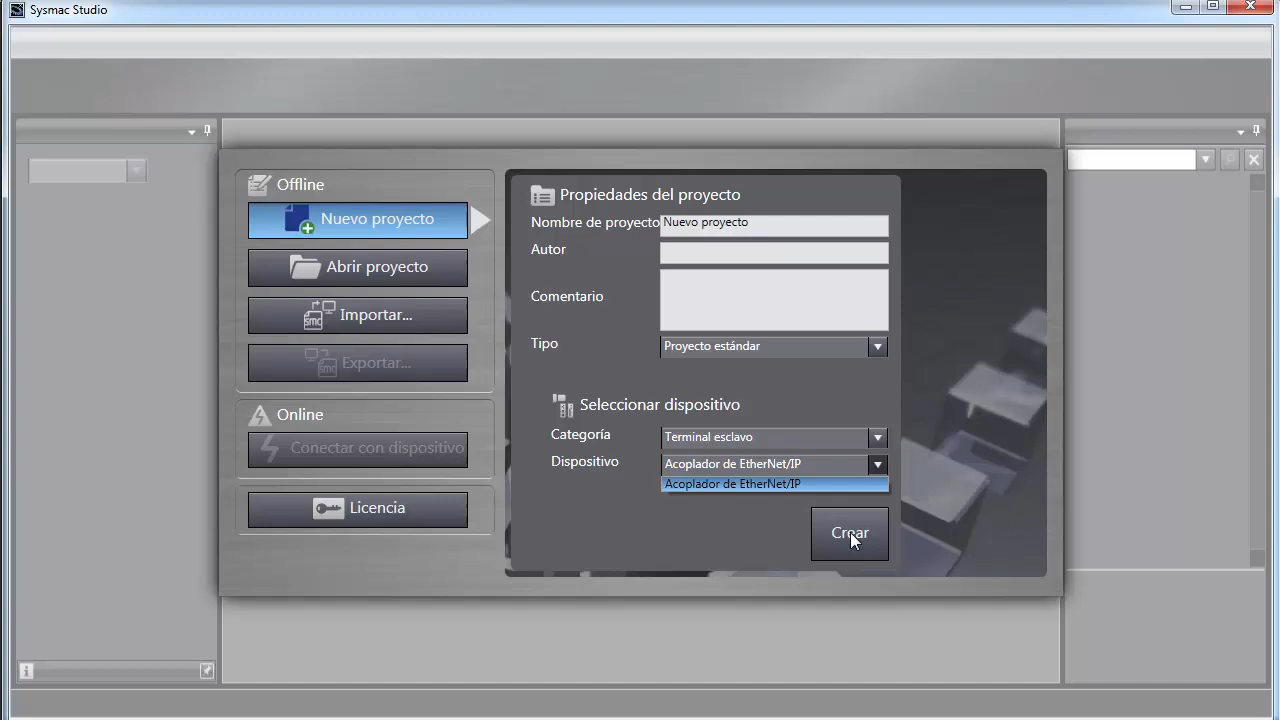 Sysmac Studio
Offline
Nuevo proyecto
Abrir proyecto
Importar...
Exportar...
Online
Conectar con dispositivo
Licencia
Propiedades del proyecto
Nombre de proyecto Nuevo proyecto
Autor
Comentario
Tipo Proyecto estándar
Seleccionar dispositivo
Categoría Terminal esclavo
Dispositivo Acoplador de EtherNet/IP
Acoplador de EtherNet/IP
Crear